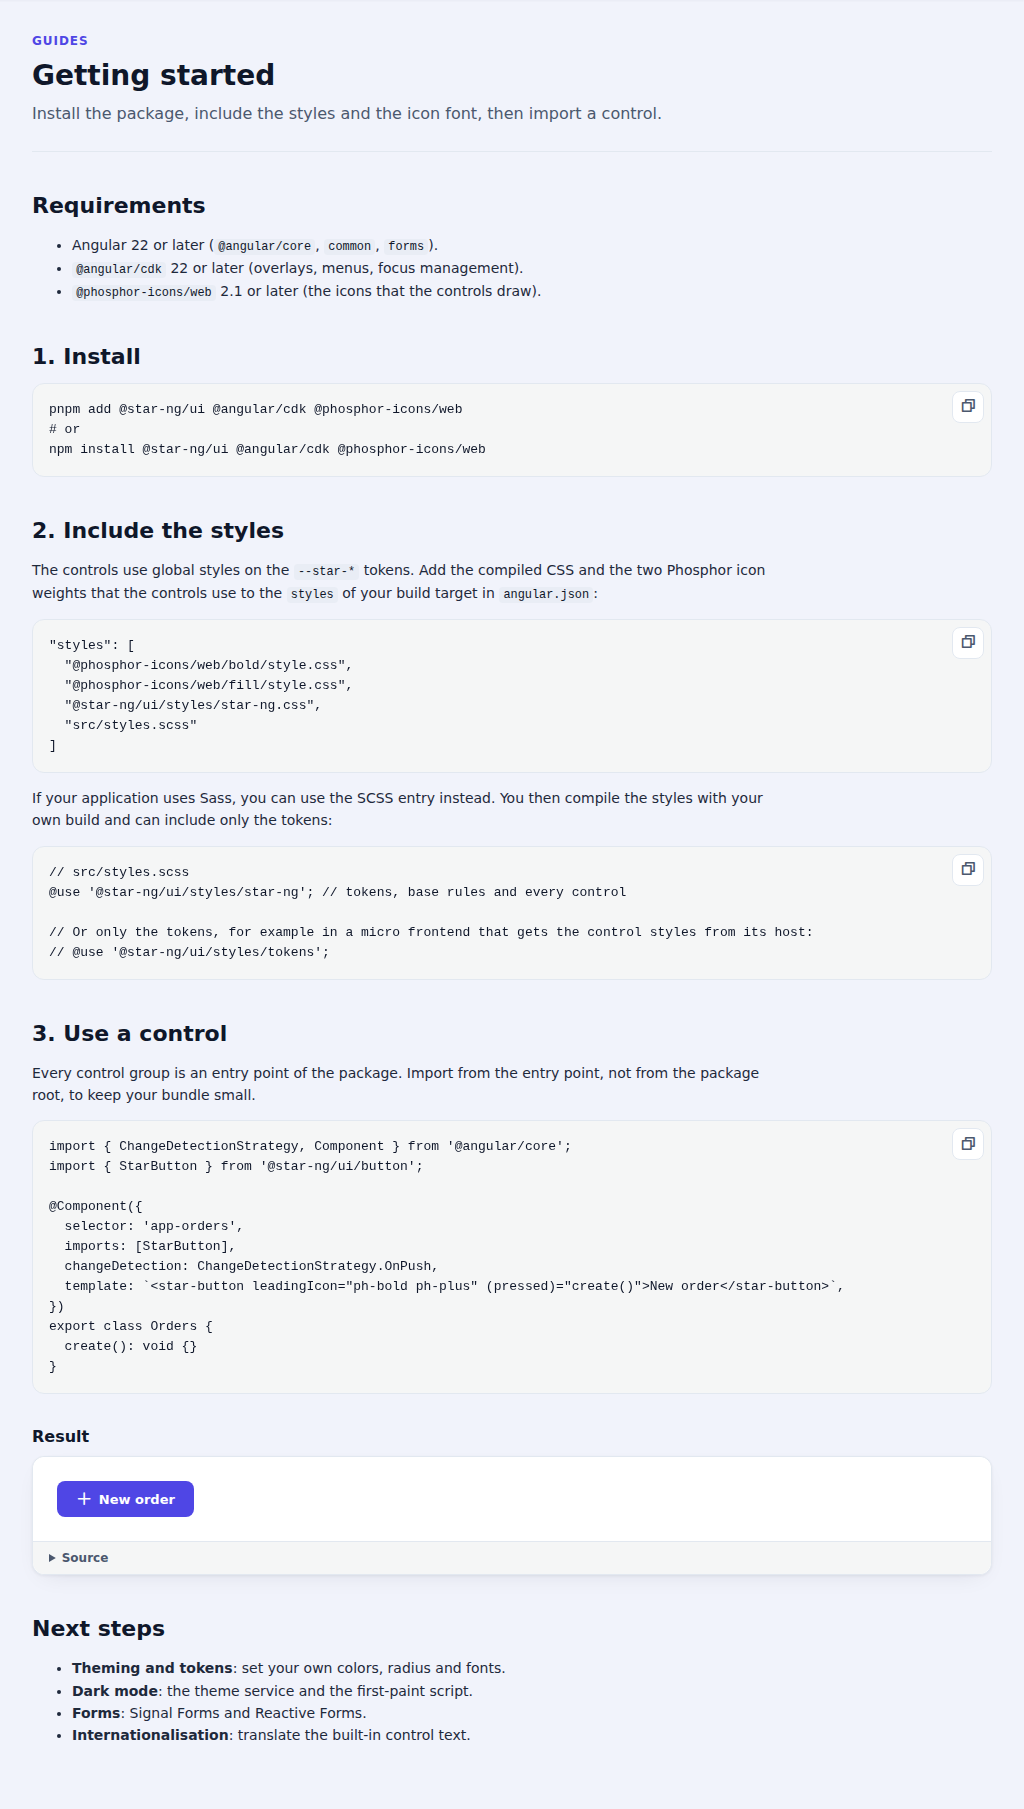 GUIDES
Getting started
Install the package, include the styles and the icon font, then import a control.
Requirements
• Angular 22 or later ( @angular/core , common , forms ).
• @angular/cdk 22 or later (overlays, menus, focus management).
• @phosphor-icons/web 2.1 or later (the icons that the controls draw).
1. Install
pnpm add @star-ng/ui @angular/cdk @phosphor-icons/web
# or
npm install @star-ng/ui @angular/cdk @phosphor-icons/web
2. Include the styles
The controls use global styles on the --star-* tokens. Add the compiled CSS and the two Phosphor icon
weights that the controls use to the styles of your build target in angular.json :
"styles": [
  "@phosphor-icons/web/bold/style.css",
  "@phosphor-icons/web/fill/style.css",
  "@star-ng/ui/styles/star-ng.css",
  "src/styles.scss"
]
If your application uses Sass, you can use the SCSS entry instead. You then compile the styles with your
own build and can include only the tokens:
// src/styles.scss
@use '@star-ng/ui/styles/star-ng'; // tokens, base rules and every control
// Or only the tokens, for example in a micro frontend that gets the control styles from its host:
// @use '@star-ng/ui/styles/tokens';
3. Use a control
Every control group is an entry point of the package. Import from the entry point, not from the package
root, to keep your bundle small.
import { ChangeDetectionStrategy, Component } from '@angular/core';
import { StarButton } from '@star-ng/ui/button';
@Component({
  selector: 'app-orders',
  imports: [StarButton],
  changeDetection: ChangeDetectionStrategy.OnPush,
  template: `<star-button leadingIcon="ph-bold ph-plus" (pressed)="create()">New order</star-button>`,
})
export class Orders {
  create(): void {}
}
Result
New order
Source
Next steps
• Theming and tokens: set your own colors, radius and fonts.
• Dark mode: the theme service and the first-paint script.
• Forms: Signal Forms and Reactive Forms.
• Internationalisation: translate the built-in control text.